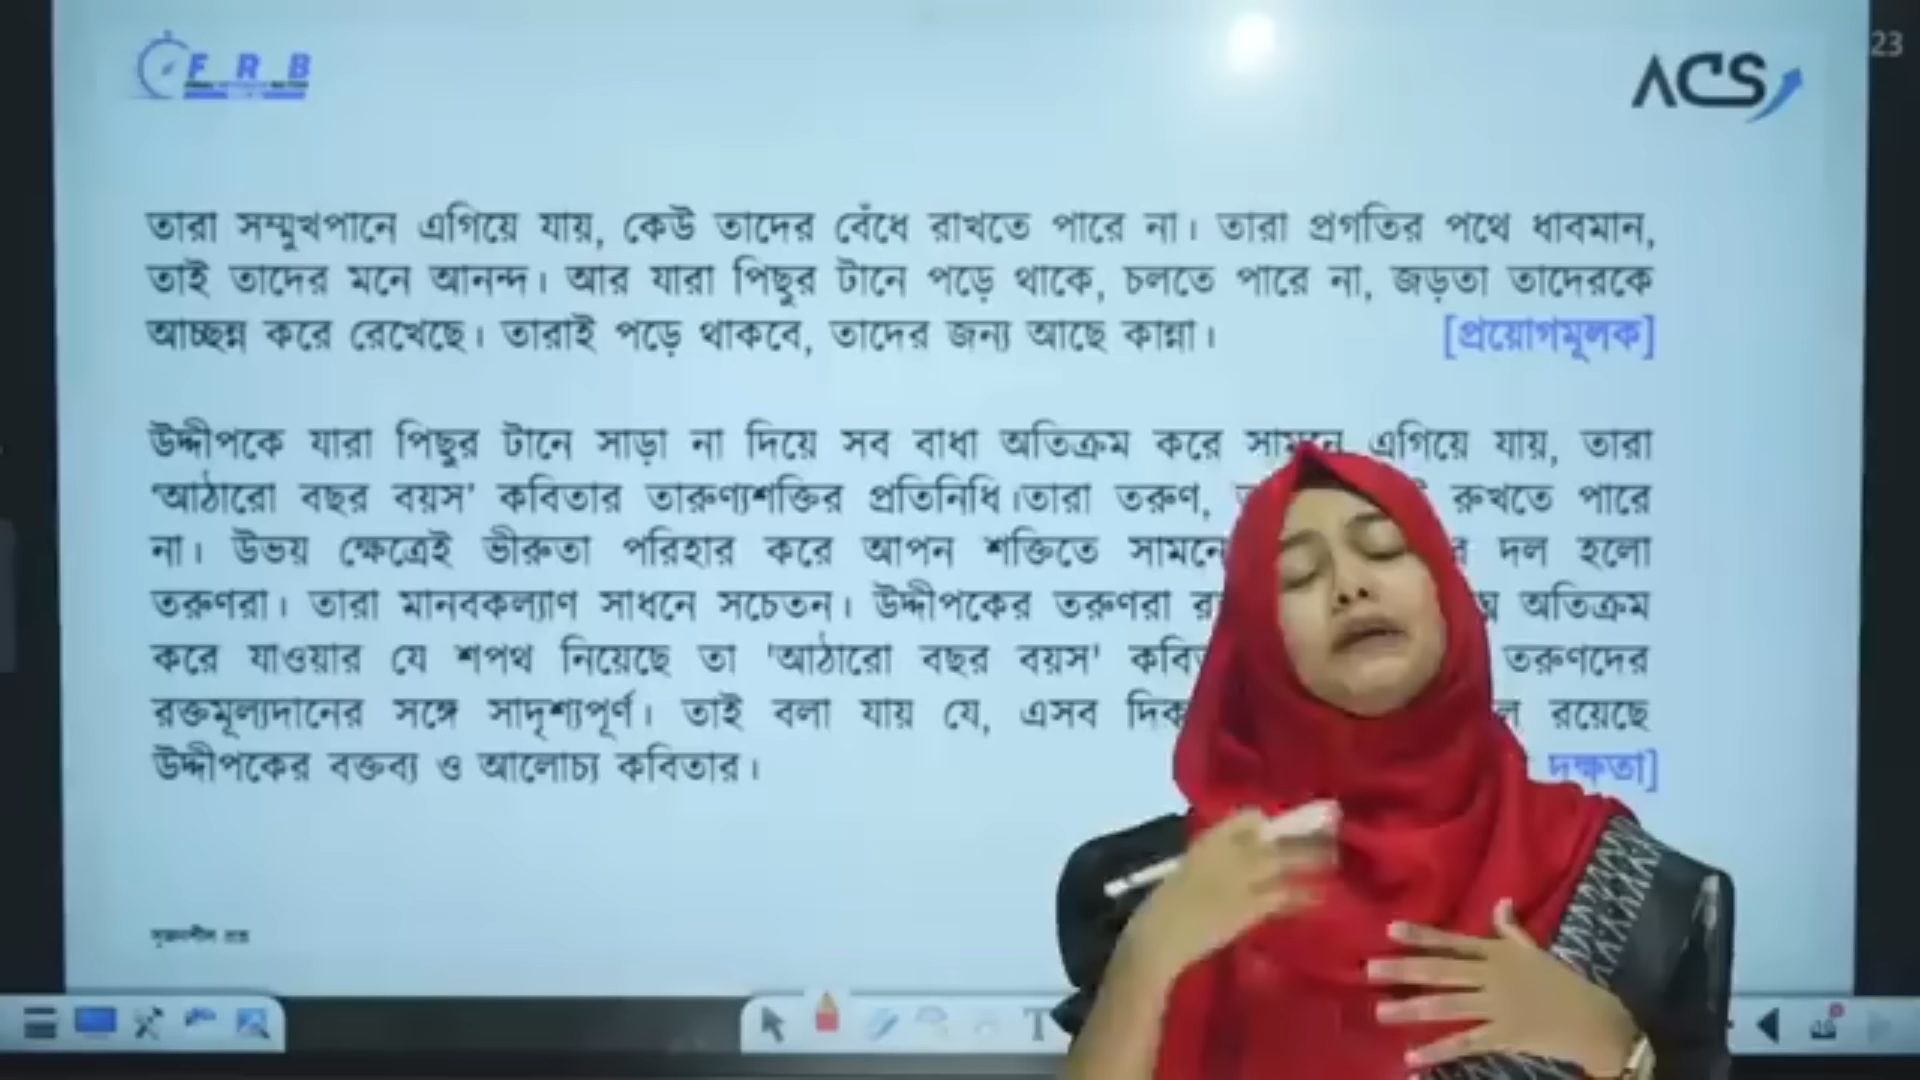 F R B
ACS
23
তারা সম্মুখপানে এগিয়ে যায়, কেউ তাদের বেঁধে রাখতে পারে না। তারা প্রগতির পথে ধাবমান,
তাই তাদের মনে আনন্দ। আর যারা পিছুর টানে পড়ে থাকে, চলতে পারে না, জড়তা তাদেরকে
আচ্ছন্ন করে রেখেছে। তারাই পড়ে থাকবে, তাদের জন্য আছে কান্না। [প্রয়োগমূলক]
উদ্দীপকে যারা পিছুর টানে সাড়া না দিয়ে সব বাধা অতিক্রম করে সামনে এগিয়ে যায়, তারা
'আঠারো বছর বয়স' কবিতার তারুণ্যশক্তির প্রতিনিধি।তারা তরুণ, রুখতে পারে
না। উভয় ক্ষেত্রেই ভীরুতা পরিহার করে আপন শক্তিতে সামনে দল হলো
তরুণরা। তারা মানবকল্যাণ সাধনে সচেতন। উদ্দীপকের তরুণরা অতিক্রম
করে যাওয়ার যে শপথ নিয়েছে তা 'আঠারো বছর বয়স' তরুণদের
রক্তমূল্যদানের সঙ্গে সাদৃশ্যপূর্ণ। তাই বলা যায় যে, এসব রয়েছে
উদ্দীপকের বক্তব্য ও আলোচ্য কবিতার। দক্ষতা]
সৃজনশীল প্রশ্ন
T